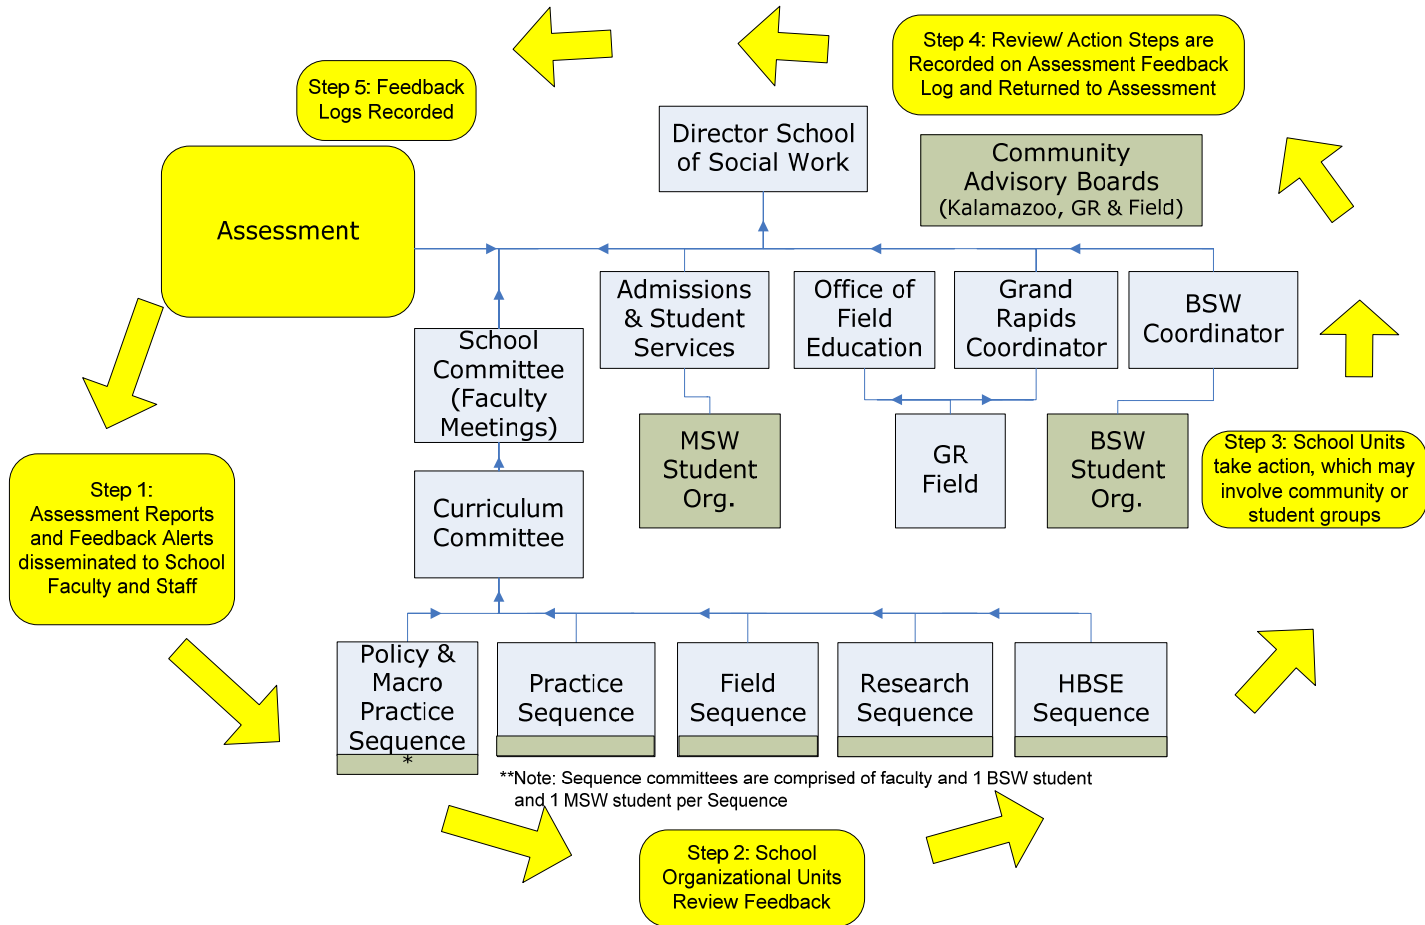 Step 4: Review/ Action Steps are
Recorded on Assessment Feedback
Log and Returned to Assessment
Step 5: Feedback
Logs Recorded
Director School
of Social Work
Community
Advisory Boards
(Kalamazoo, GR & Field)
Assessment
Admissions
& Student
Services
Office of
Field
Education
Grand
Rapids
Coordinator
BSW
Coordinator
School
Committee
(Faculty
Meetings)
MSW
Student
Org.
GR
Field
BSW
Student
Org.
Step 3: School Units
take action, which may
involve community or
student groups
Step 1:
Assessment Reports
and Feedback Alerts
disseminated to School
Faculty and Staff
Curriculum
Committee
Policy &
Macro
Practice
Sequence
*
Practice
Sequence
Field
Sequence
Research
Sequence
HBSE
Sequence
**Note: Sequence committees are comprised of faculty and 1 BSW student
and 1 MSW student per Sequence
Step 2: School
Organizational Units
Review Feedback